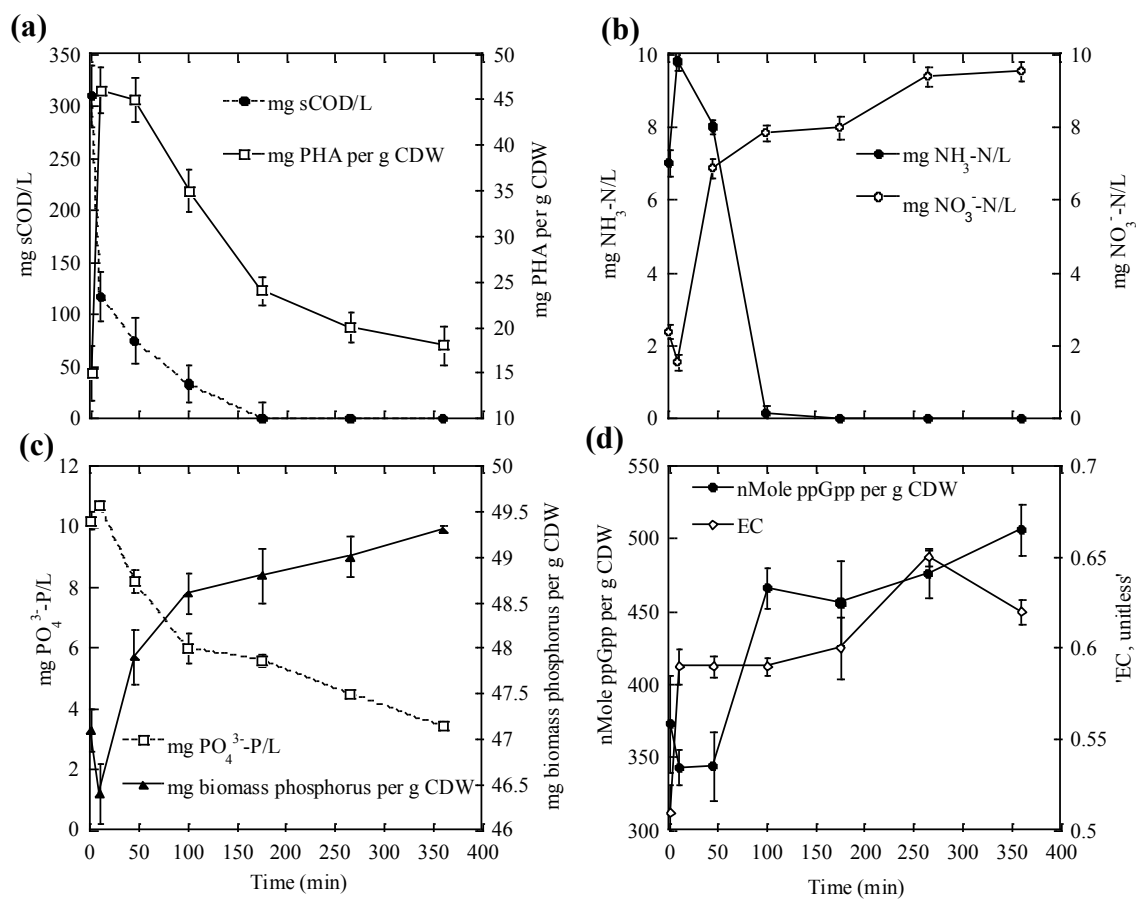 (a)
350
300
250
200
150
100
50
0
mg sCOD/L
mg sCOD/L
mg PHA per g CDW
50
45
40
35
30
25
20
15
10
mg PHA per g CDW
(b)
10
8
6
4
2
0
mg NH3-N/L
mg NH3-N/L
mg NO3--N/L
10
8
6
4
2
0
mg NO3--N/L
(c)
12
10
8
6
4
2
0
mg PO43--P/L
mg PO43--P/L
mg biomass phosphorus per g CDW
50
49.5
49
48.5
48
47.5
47
46.5
46
mg biomass phosphorus per g CDW
0 50 100 150 200 250 300 350 400
Time (min)
(d)
550
500
450
400
350
300
nMole ppGpp per g CDW
nMole ppGpp per g CDW
EC
0.7
0.65
0.6
0.55
0.5
'EC, unitless'
0 50 100 150 200 250 300 350 400
Time (min)